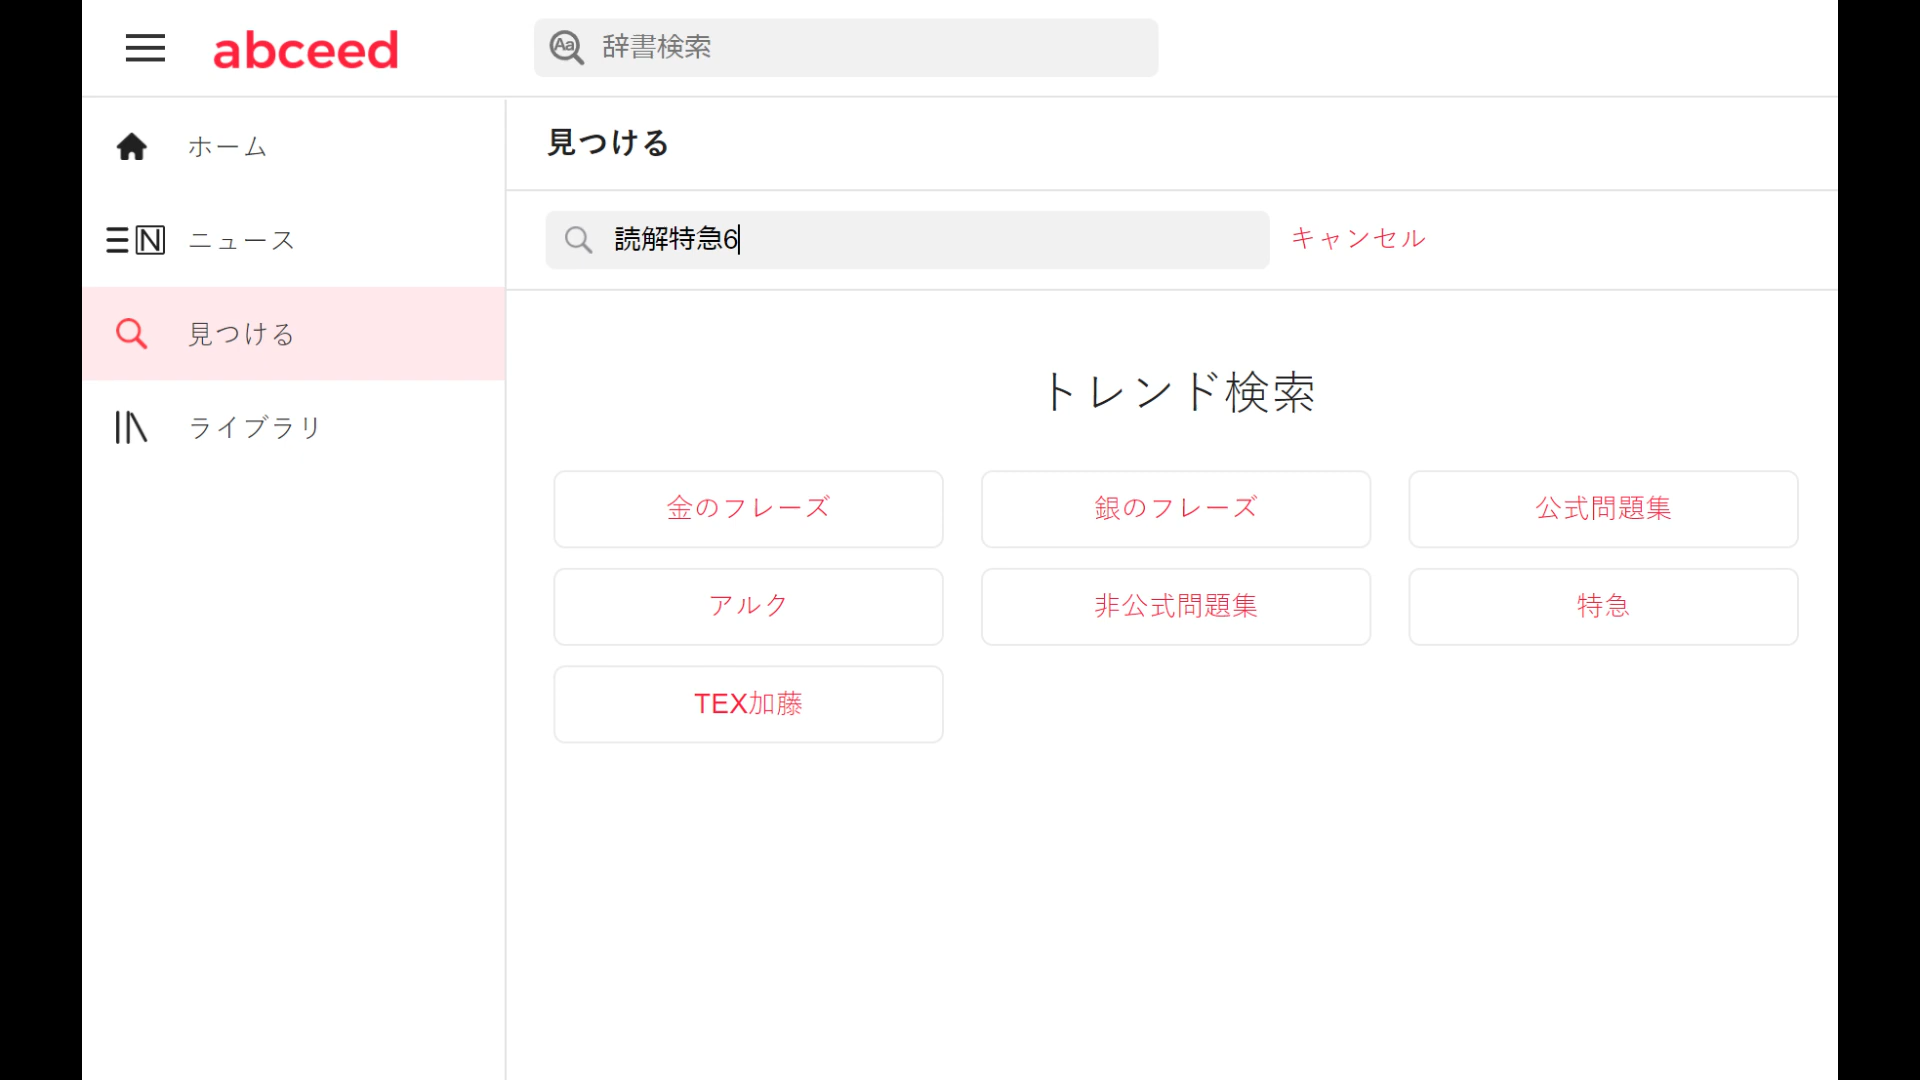 abceed
辞書検索
ホーム
ニュース
見つける
ライブラリ
見つける
読解特急6
キャンセル
トレンド検索
金のフレーズ
銀のフレーズ
公式問題集
アルク
非公式問題集
特急
TEX加藤